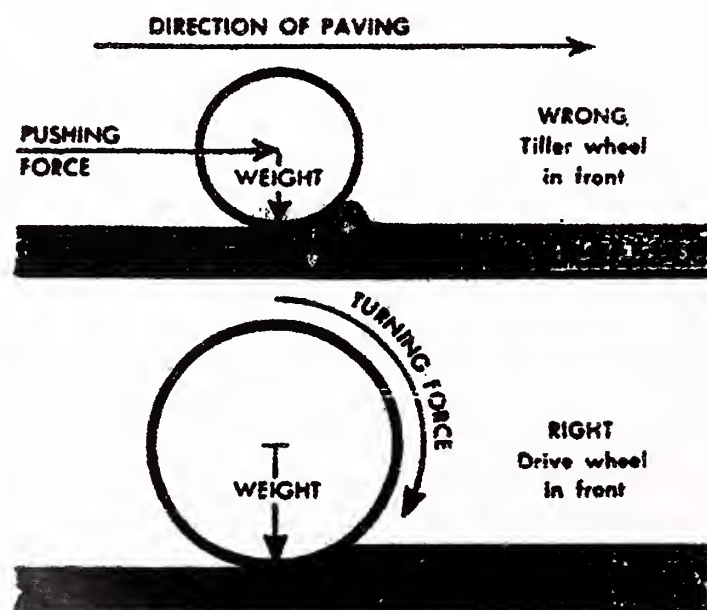 DIRECTION OF PAVING
PUSHING
FORCE
WEIGHT
WRONG
Tiller wheel
in front
TURNING FORCE
WEIGHT
RIGHT
Drive wheel
in front